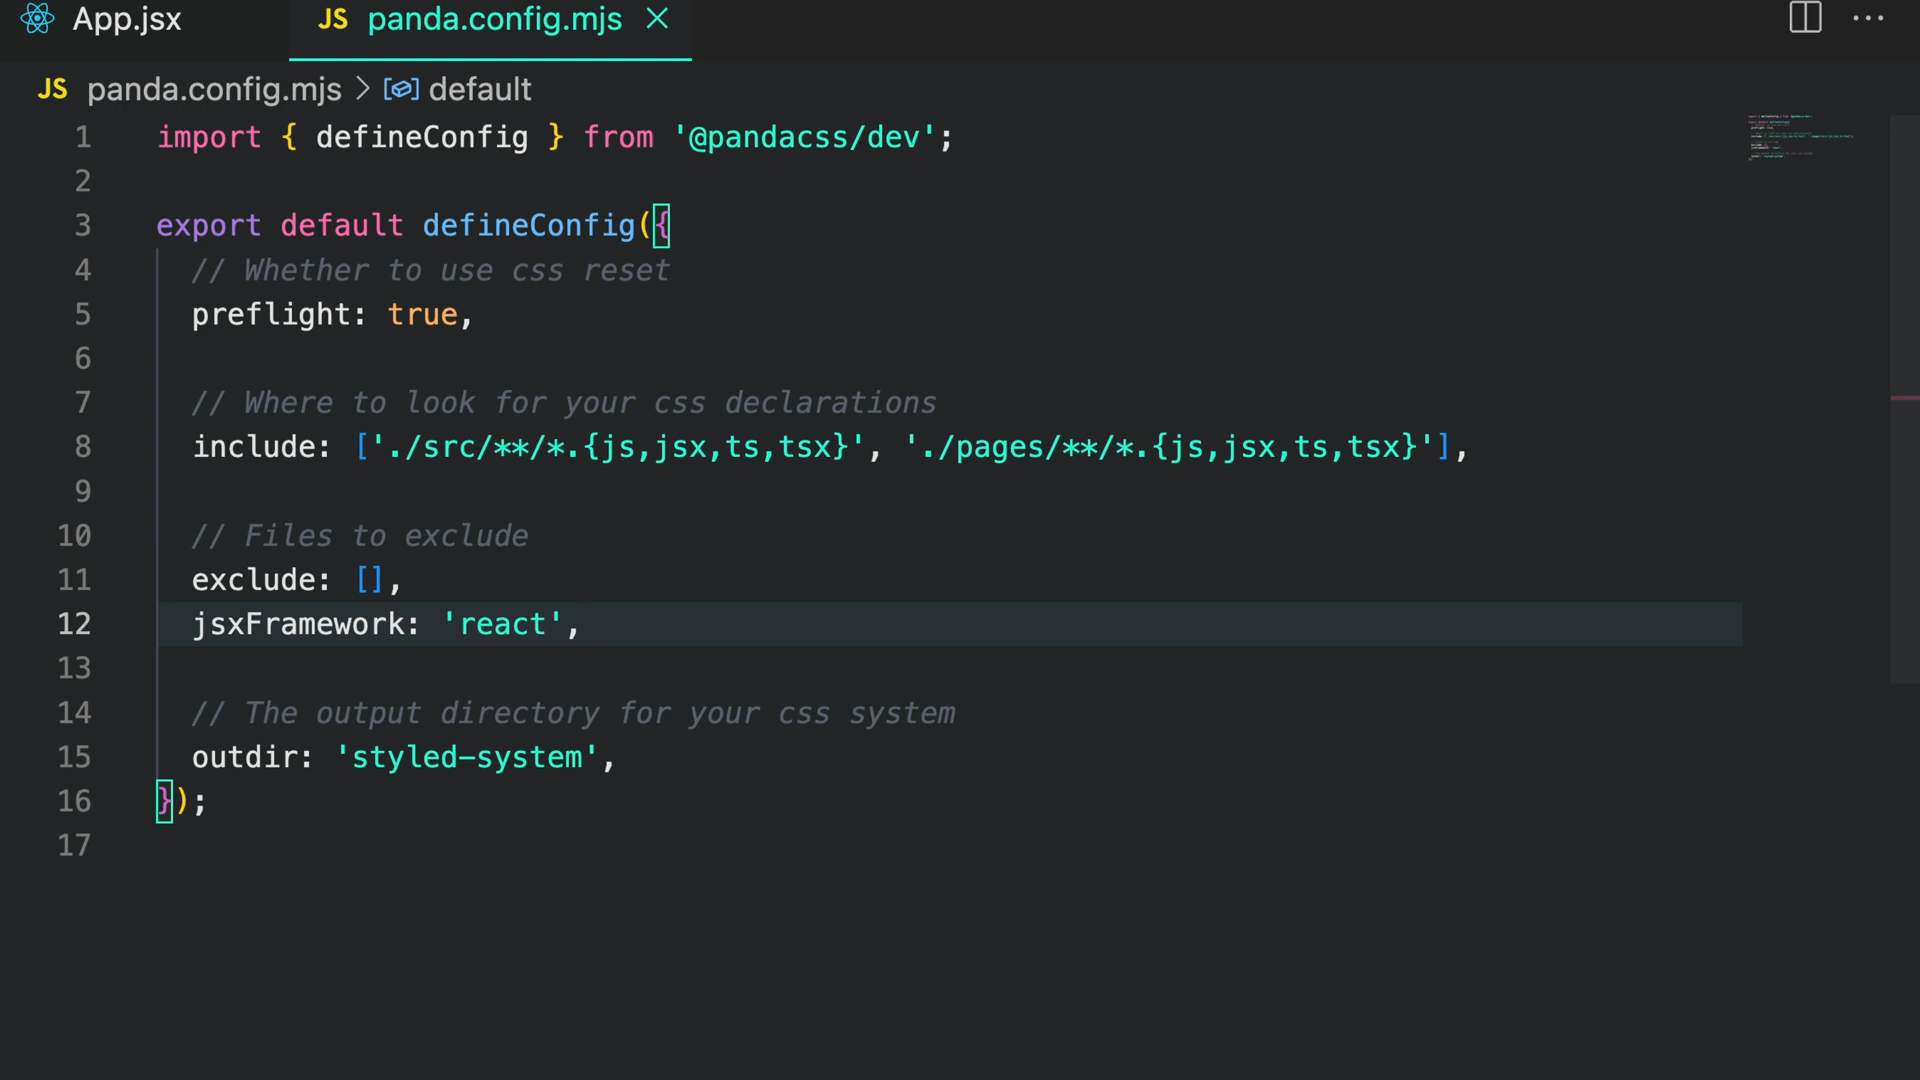 App.jsx
JS panda.config.mjs
JS panda.config.mjs > default
1 import { defineConfig } from '@pandacss/dev';
2
3 export default defineConfig({
4 // Whether to use css reset
5 preflight: true,
6
7 // Where to look for your css declarations
8 include: ['./src/**/*.{js,jsx,ts,tsx}', './pages/**/*.{js,jsx,ts,tsx}'],
9
10 // Files to exclude
11 exclude: [],
12 jsxFramework: 'react',
13
14 // The output directory for your css system
15 outdir: 'styled-system',
16 });
17